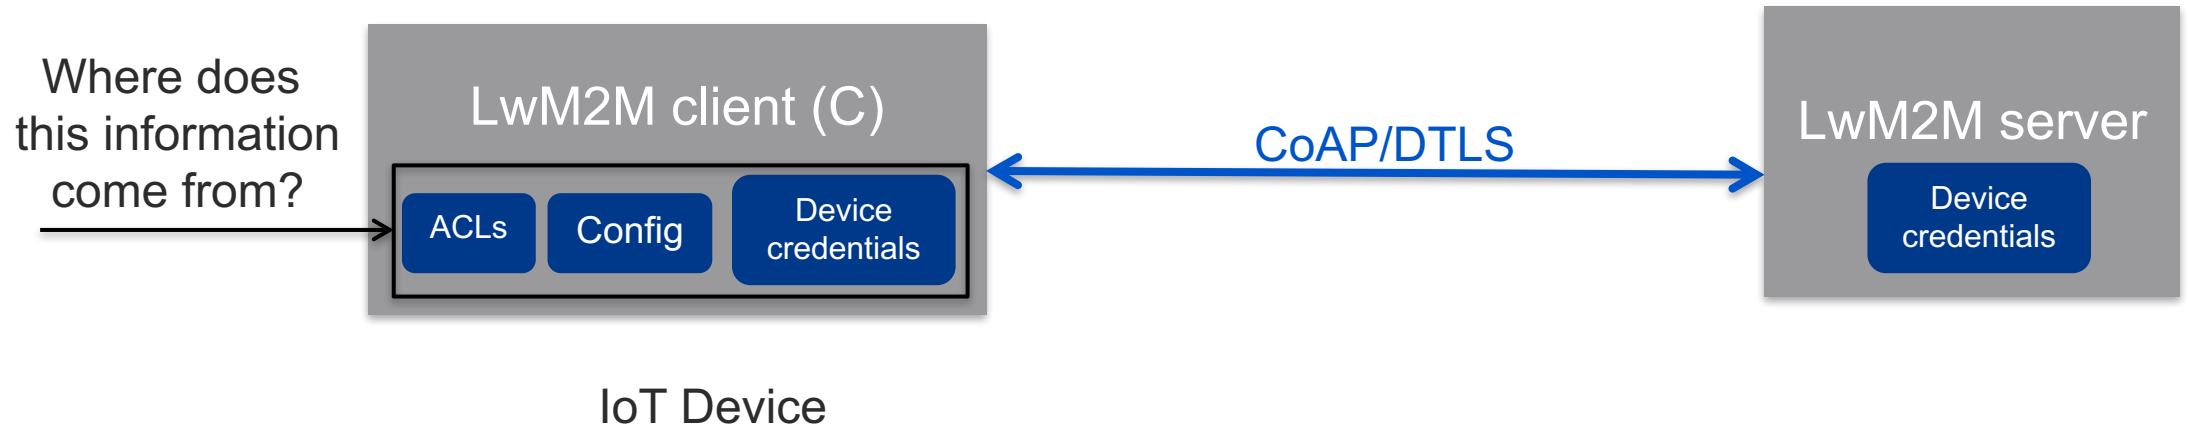 Where does
this information
come from?
LwM2M client (C)
ACLs
Config
Device
credentials
IoT Device
CoAP/DTLS
LwM2M server
Device
credentials